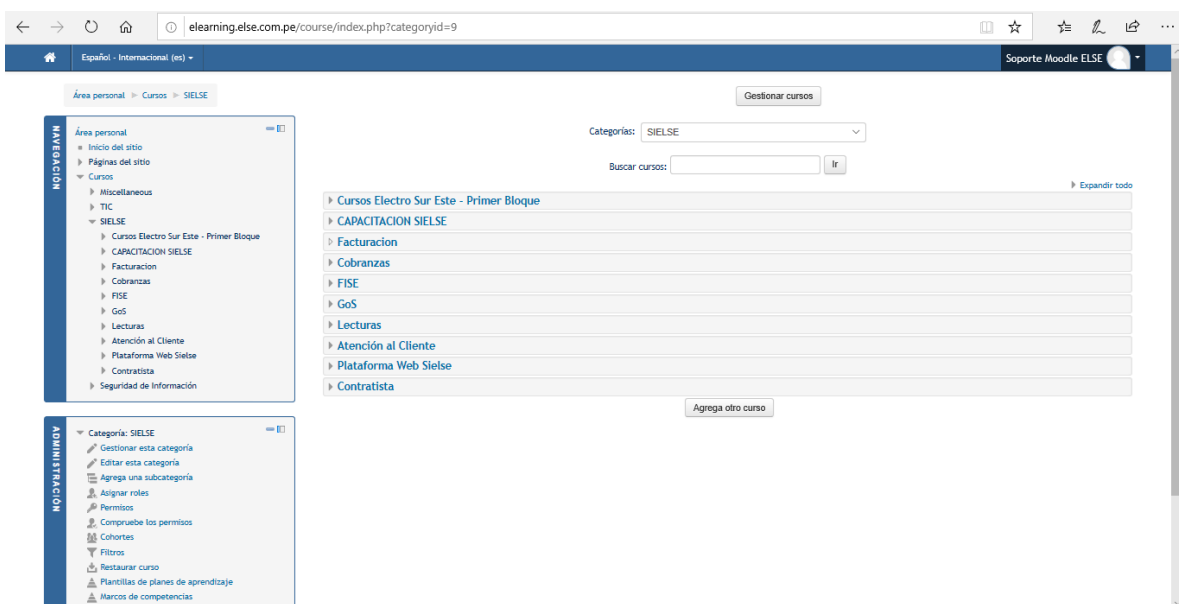 elearning.else.com.pe/course/index.php?categoryid=9
Español - Internacional (es)
Soporte Moodle ELSE
Área personal Cursos SIELSE
Gestionar cursos
NAVEGACIÓN
Área personal
Inicio del sitio
Páginas del sitio
Cursos
Miscellaneous
TIC
SIELSE
Cursos Electro Sur Este - Primer Bloque
CAPACITACION SIELSE
Facturacion
Cobranzas
FISE
GoS
Lecturas
Atención al Cliente
Plataforma Web Sielse
Contratista
Seguridad de Información
Categorías: SIELSE
Buscar cursos: Ir
Expandir todo
Cursos Electro Sur Este - Primer Bloque
CAPACITACION SIELSE
Facturacion
Cobranzas
FISE
GoS
Lecturas
Atención al Cliente
Plataforma Web Sielse
Contratista
Agrega otro curso
ADMINISTRACIÓN
Categoría: SIELSE
Gestionar esta categoría
Editar esta categoría
Agrega una subcategoría
Asignar roles
Permisos
Compruebe los permisos
Cohortes
Filtros
Restaurar curso
Plantillas de planes de aprendizaje
Marcos de competencias